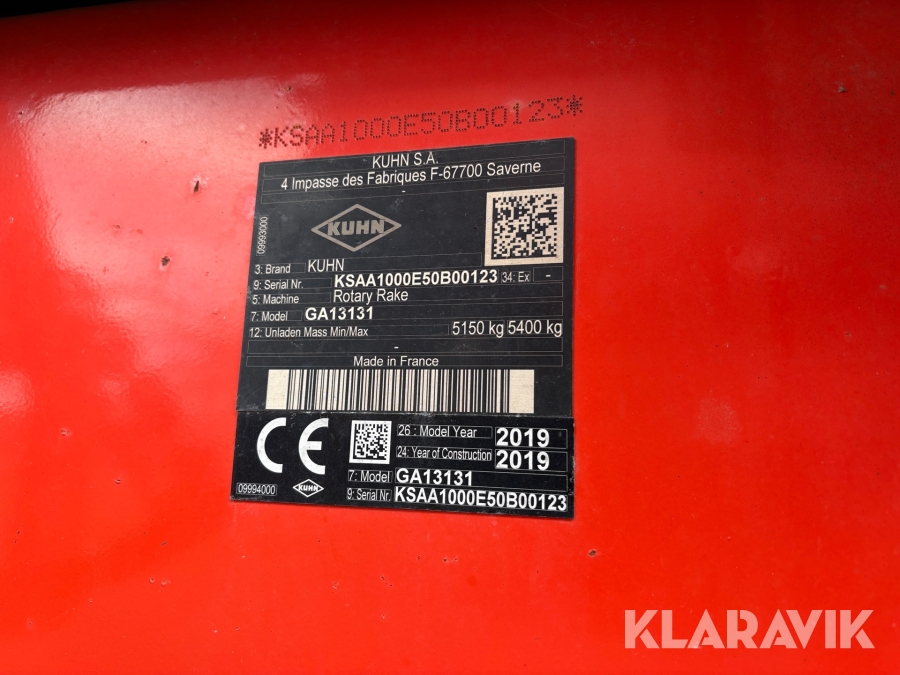 *KSAA1000E50B00123*
KUHN S.A.
4 Impasse des Fabriques F-67700 Saverne
-
09993000
KUHN
3: Brand KUHN
9: Serial Nr. KSAA1000E50B00123 34: Ex -
5: Machine Rotary Rake
7: Model GA13131
12: Unladen Mass Min/Max 5150 kg 5400 kg
-
Made in France
CE
26 : Model Year 2019
24: Year of Construction 2019
7: Model GA13131
09994000 KUHN 9: Serial Nr. KSAA1000E50B00123
KLARAVIK